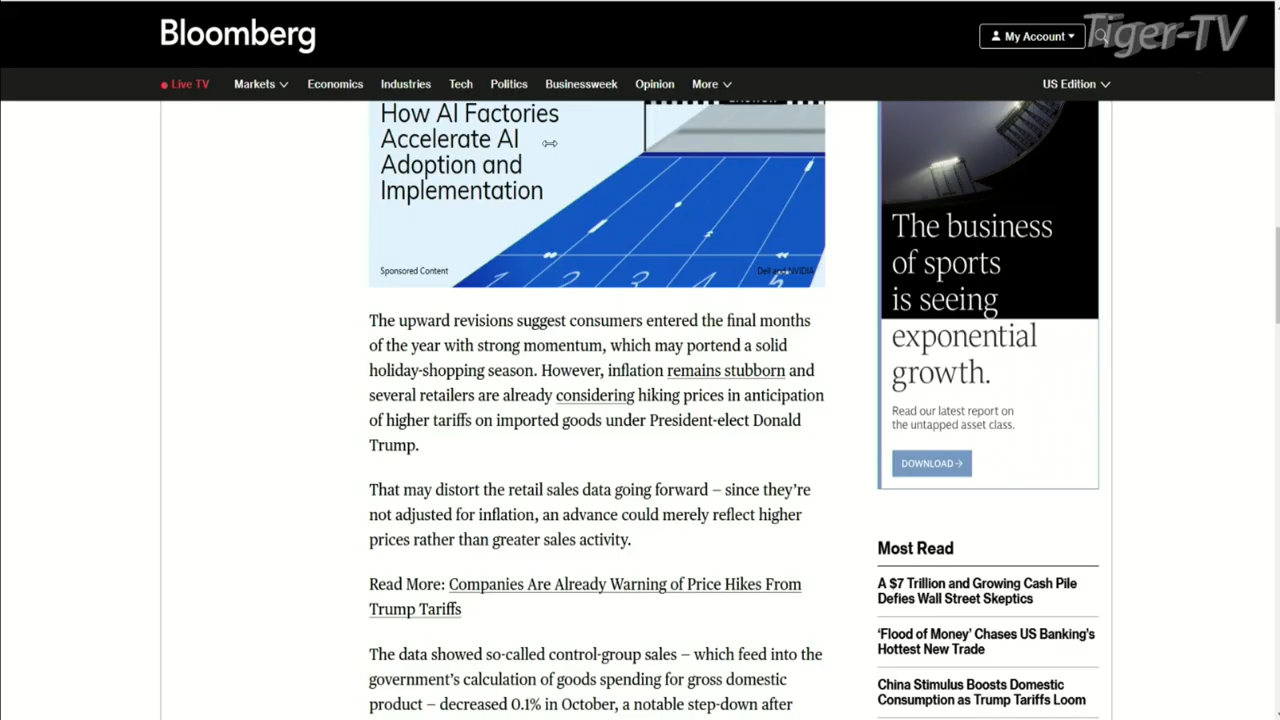 Bloomberg
My Account
Tiger-TV
Live TV
Markets
Economics
Industries
Tech
Politics
Businessweek
Opinion
More
US Edition
How AI Factories
Accelerate AI
Adoption and
Implementation
Sponsored Content
Dell and NVIDIA
1 2 3 4 5
The upward revisions suggest consumers entered the final months
of the year with strong momentum, which may portend a solid
holiday-shopping season. However, inflation remains stubborn and
several retailers are already considering hiking prices in anticipation
of higher tariffs on imported goods under President-elect Donald
Trump.
That may distort the retail sales data going forward – since they're
not adjusted for inflation, an advance could merely reflect higher
prices rather than greater sales activity.
Read More: Companies Are Already Warning of Price Hikes From
Trump Tariffs
The data showed so-called control-group sales – which feed into the
government's calculation of goods spending for gross domestic
product – decreased 0.1% in October, a notable step-down after
The business
of sports
is seeing
exponential
growth.
Read our latest report on
the untapped asset class.
DOWNLOAD →
Most Read
A $7 Trillion and Growing Cash Pile
Defies Wall Street Skeptics
'Flood of Money' Chases US Banking's
Hottest New Trade
China Stimulus Boosts Domestic
Consumption as Trump Tariffs Loom